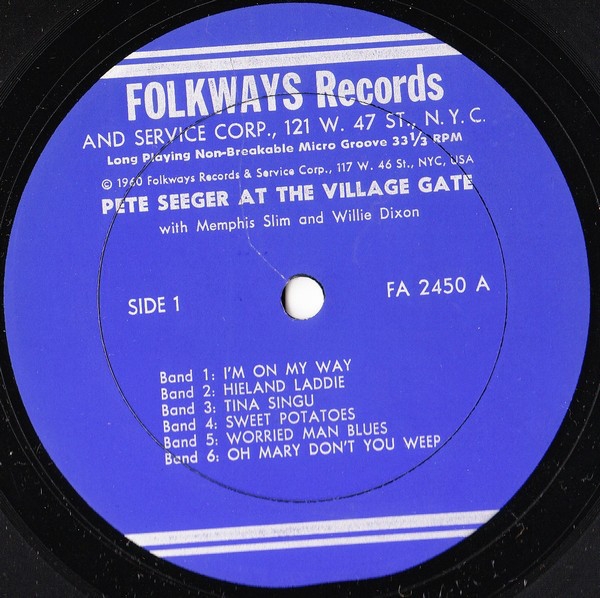 FOLKWAYS Records
AND SERVICE CORP., 121 W. 47 ST., N.Y.C.
Long Playing Non-Breakable Micro Groove 33 1/3 RPM
© 1960 Folkways Records & Service Corp., 117 W. 46 St., NYC, USA
PETE SEEGER AT THE VILLAGE GATE
with Memphis Slim and Willie Dixon
SIDE 1
FA 2450 A
Band 1: I'M ON MY WAY
Band 2: HIELAND LADDIE
Band 3: TINA SINGU
Band 4: SWEET POTATOES
Band 5: WORRIED MAN BLUES
Band 6: OH MARY DON'T YOU WEEP